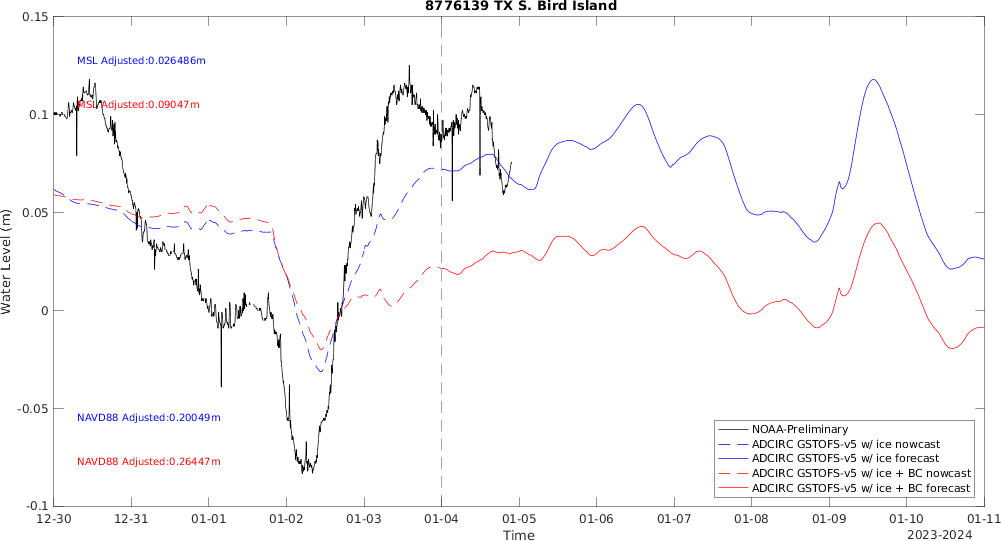 8776139 TX S. Bird Island
0.15
0.1
0.05
0
-0.05
-0.1
Water Level (m)
MSL Adjusted:0.026486m
MSL Adjusted:0.09047m
NAVD88 Adjusted:0.20049m
NAVD88 Adjusted:0.26447m
NOAA-Preliminary
ADCIRC GSTOFS-v5 w/ ice nowcast
ADCIRC GSTOFS-v5 w/ ice forecast
ADCIRC GSTOFS-v5 w/ ice + BC nowcast
ADCIRC GSTOFS-v5 w/ ice + BC forecast
12-30 12-31 01-01 01-02 01-03 01-04 01-05 01-06 01-07 01-08 01-09 01-10 01-11
Time
2023-2024